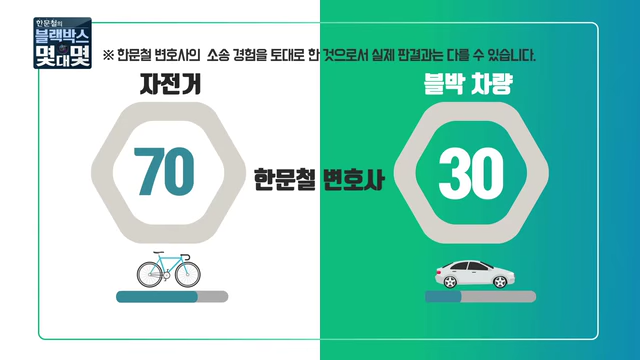 한문철의
블랙박스
몇 대 몇
※ 한문철 변호사의 소송 경험을 토대로 한 것으로서 실제 판결과는 다를 수 있습니다.
자전거
블박 차량
70
한문철 변호사
30